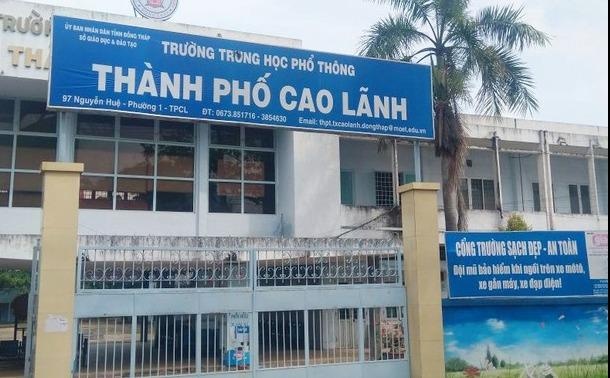 ỦY BAN NHÂN DÂN TỈNH ĐỒNG THÁP
SỞ GIÁO DỤC & ĐÀO TẠO
TRƯỜNG TRUNG HỌC PHỔ THÔNG
THÀNH PHỐ CAO LÃNH
97 Nguyễn Huệ - Phường 1 - TPCL ĐT: 0673.851716 - 3854630 Email: thpt.txcaolanh.dongthap@moet.edu.vn
CỔNG TRƯỜNG SẠCH ĐẸP - AN TOÀN
Đội mũ bảo hiểm khi ngồi trên xe môtô,
xe gắn máy, xe đạp điện!